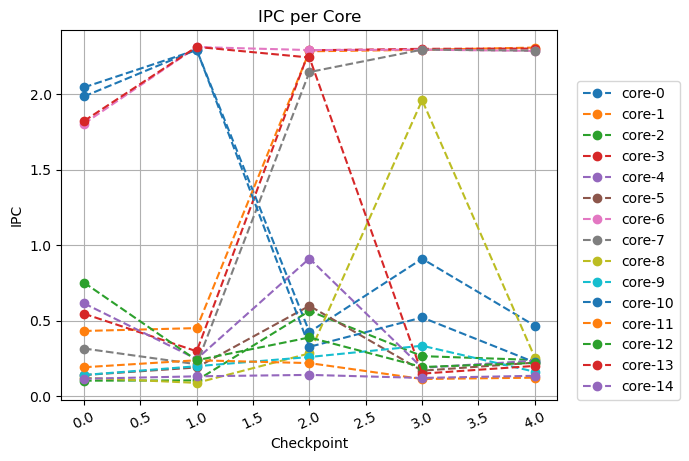 IPC per Core
IPC
2.0
1.5
1.0
0.5
0.0
0.0
0.5
1.0
1.5
2.0
2.5
3.0
3.5
4.0
Checkpoint
core-0
core-1
core-2
core-3
core-4
core-5
core-6
core-7
core-8
core-9
core-10
core-11
core-12
core-13
core-14